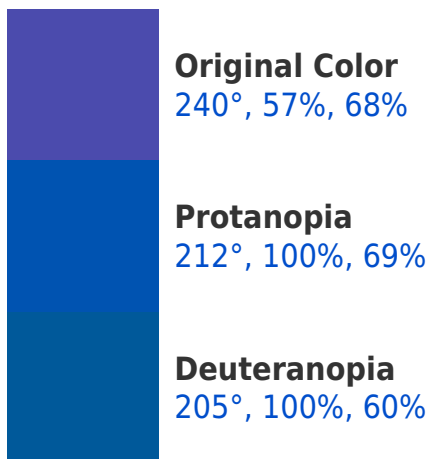 Original Color
240°, 57%, 68%
Protanopia
212°, 100%, 69%
Deuteranopia
205°, 100%, 60%